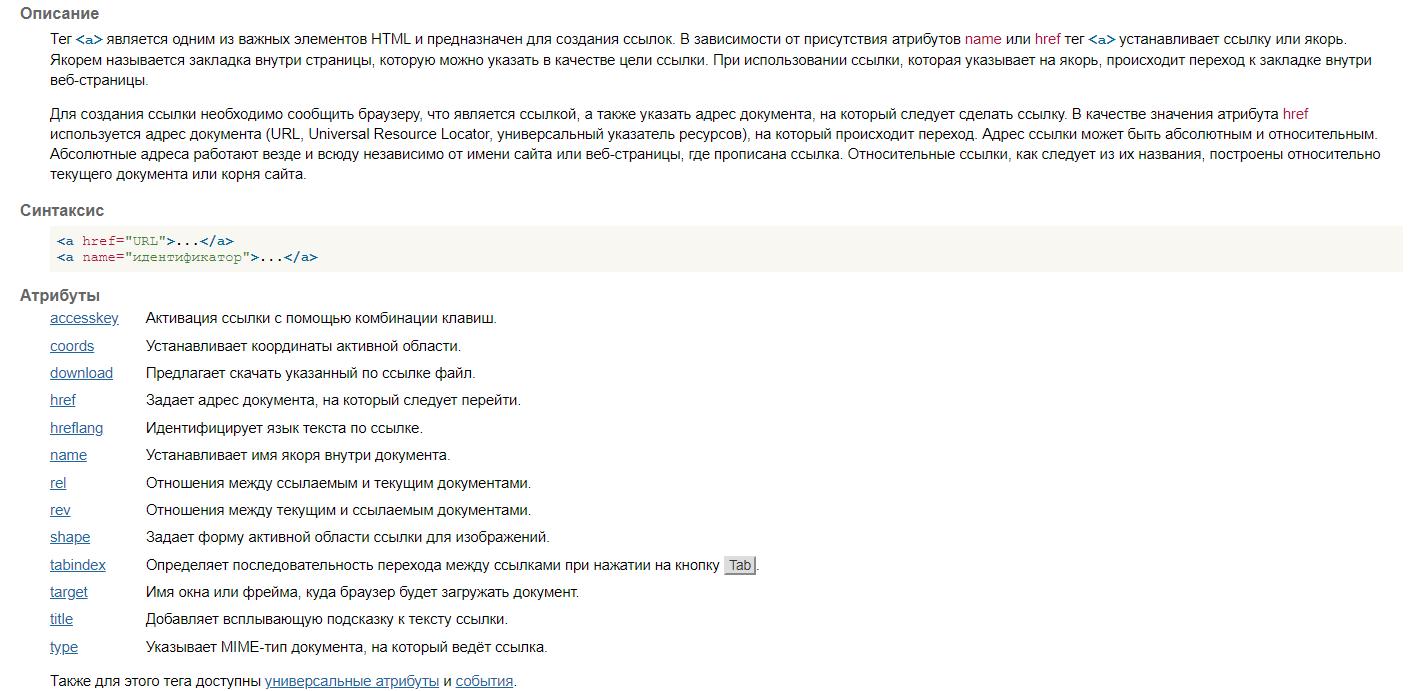 Описание
Тег <a> является одним из важных элементов HTML и предназначен для создания ссылок. В зависимости от присутствия атрибутов name или href тег <a> устанавливает ссылку или якорь.
Якорем называется закладка внутри страницы, которую можно указать в качестве цели ссылки. При использовании ссылки, которая указывает на якорь, происходит переход к закладке внутри
веб-страницы.
Для создания ссылки необходимо сообщить браузеру, что является ссылкой, а также указать адрес документа, на который следует сделать ссылку. В качестве значения атрибута href
используется адрес документа (URL, Universal Resource Locator, универсальный указатель ресурсов), на который происходит переход. Адрес ссылки может быть абсолютным и относительным.
Абсолютные адреса работают везде и всюду независимо от имени сайта или веб-страницы, где прописана ссылка. Относительные ссылки, как следует из их названия, построены относительно
текущего документа или корня сайта.
Синтаксис
<a href="URL">...</a>
<a name="идентификатор">...</a>
Атрибуты
accesskey Активация ссылки с помощью комбинации клавиш.
coords Устанавливает координаты активной области.
download Предлагает скачать указанный по ссылке файл.
href Задает адрес документа, на который следует перейти.
hreflang Идентифицирует язык текста по ссылке.
name Устанавливает имя якоря внутри документа.
rel Отношения между ссылаемым и текущим документами.
rev Отношения между текущим и ссылаемым документами.
shape Задает форму активной области ссылки для изображений.
tabindex Определяет последовательность перехода между ссылками при нажатии на кнопку Tab.
target Имя окна или фрейма, куда браузер будет загружать документ.
title Добавляет всплывающую подсказку к тексту ссылки.
type Указывает MIME-тип документа, на который ведёт ссылка.
Также для этого тега доступны универсальные атрибуты и события.